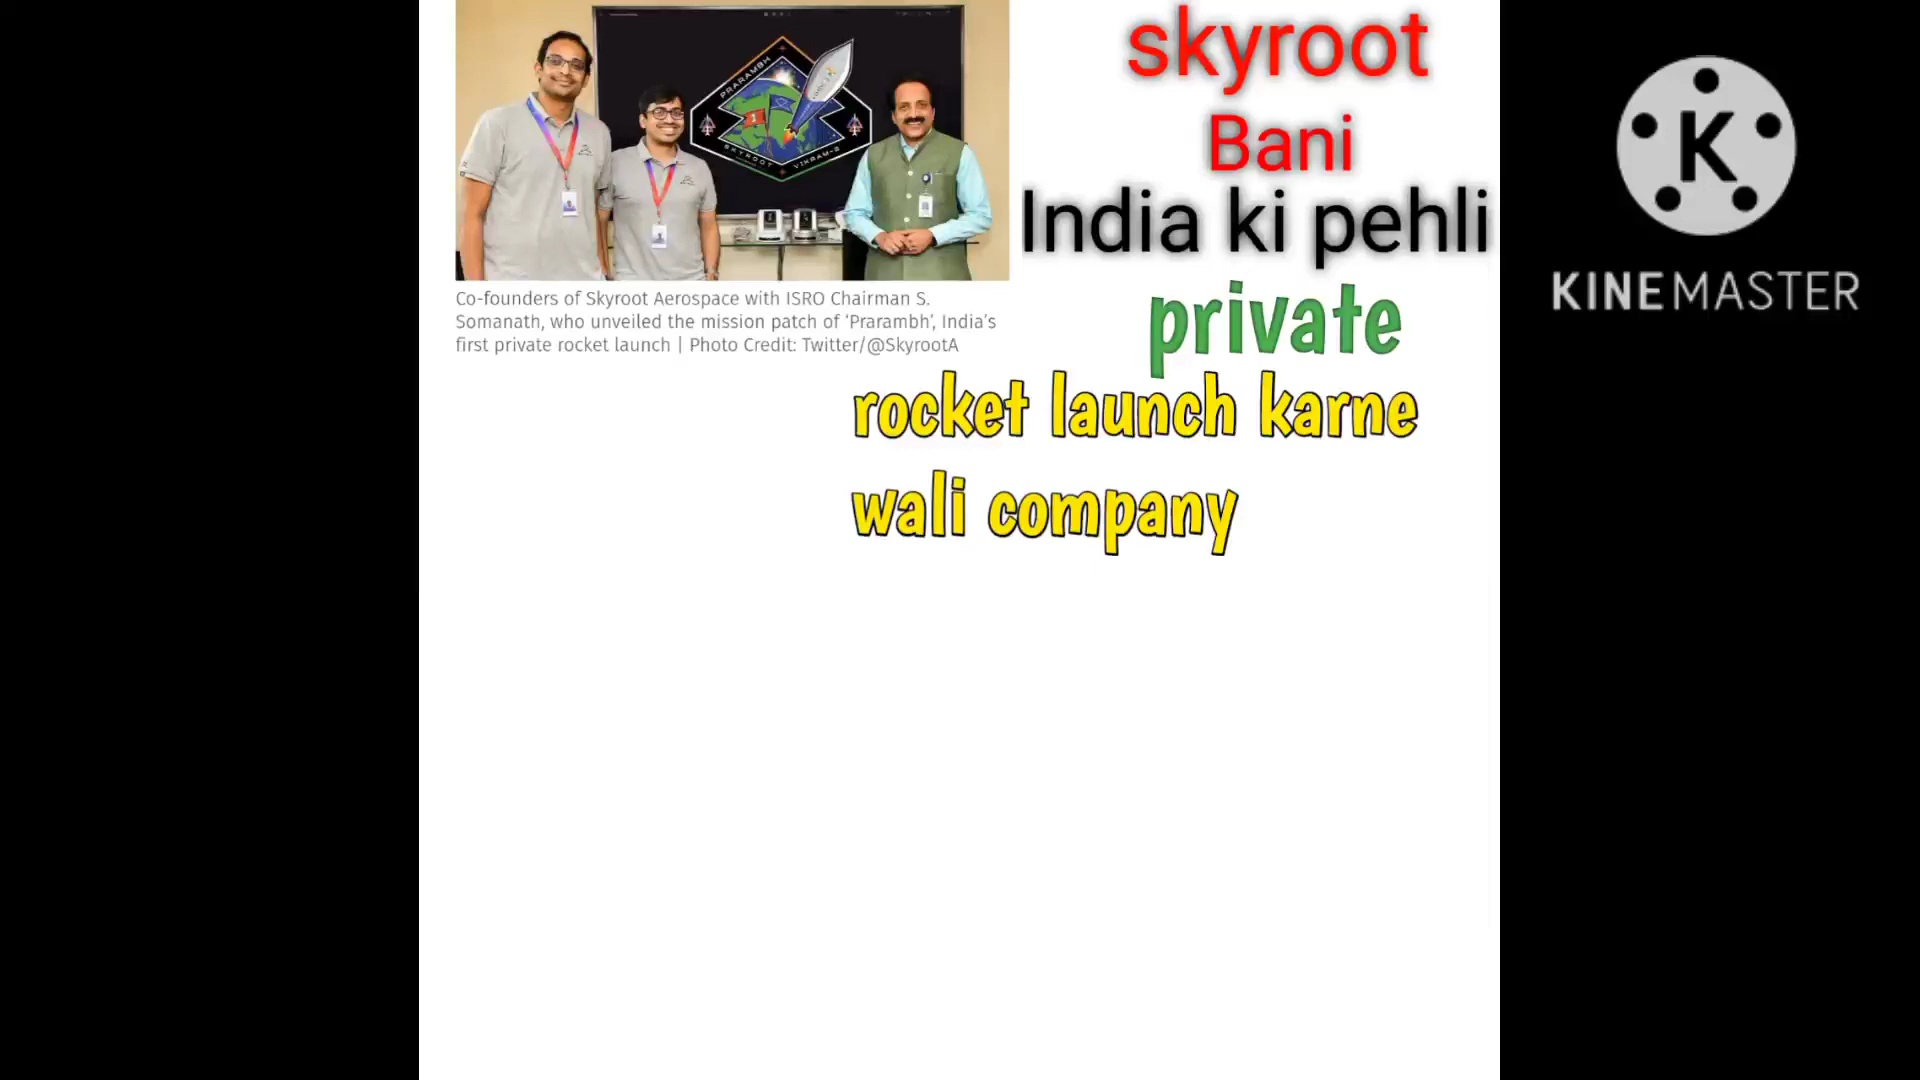 PRARAMBH
SKYROOT
VIKRAM-S
Co-founders of Skyroot Aerospace with ISRO Chairman S.
Somanath, who unveiled the mission patch of ‘Prarambh’, India’s
first private rocket launch | Photo Credit: Twitter/@SkyrootA
skyroot
Bani
India ki pehli
private
rocket launch karne
wali company
K
KINEMASTER